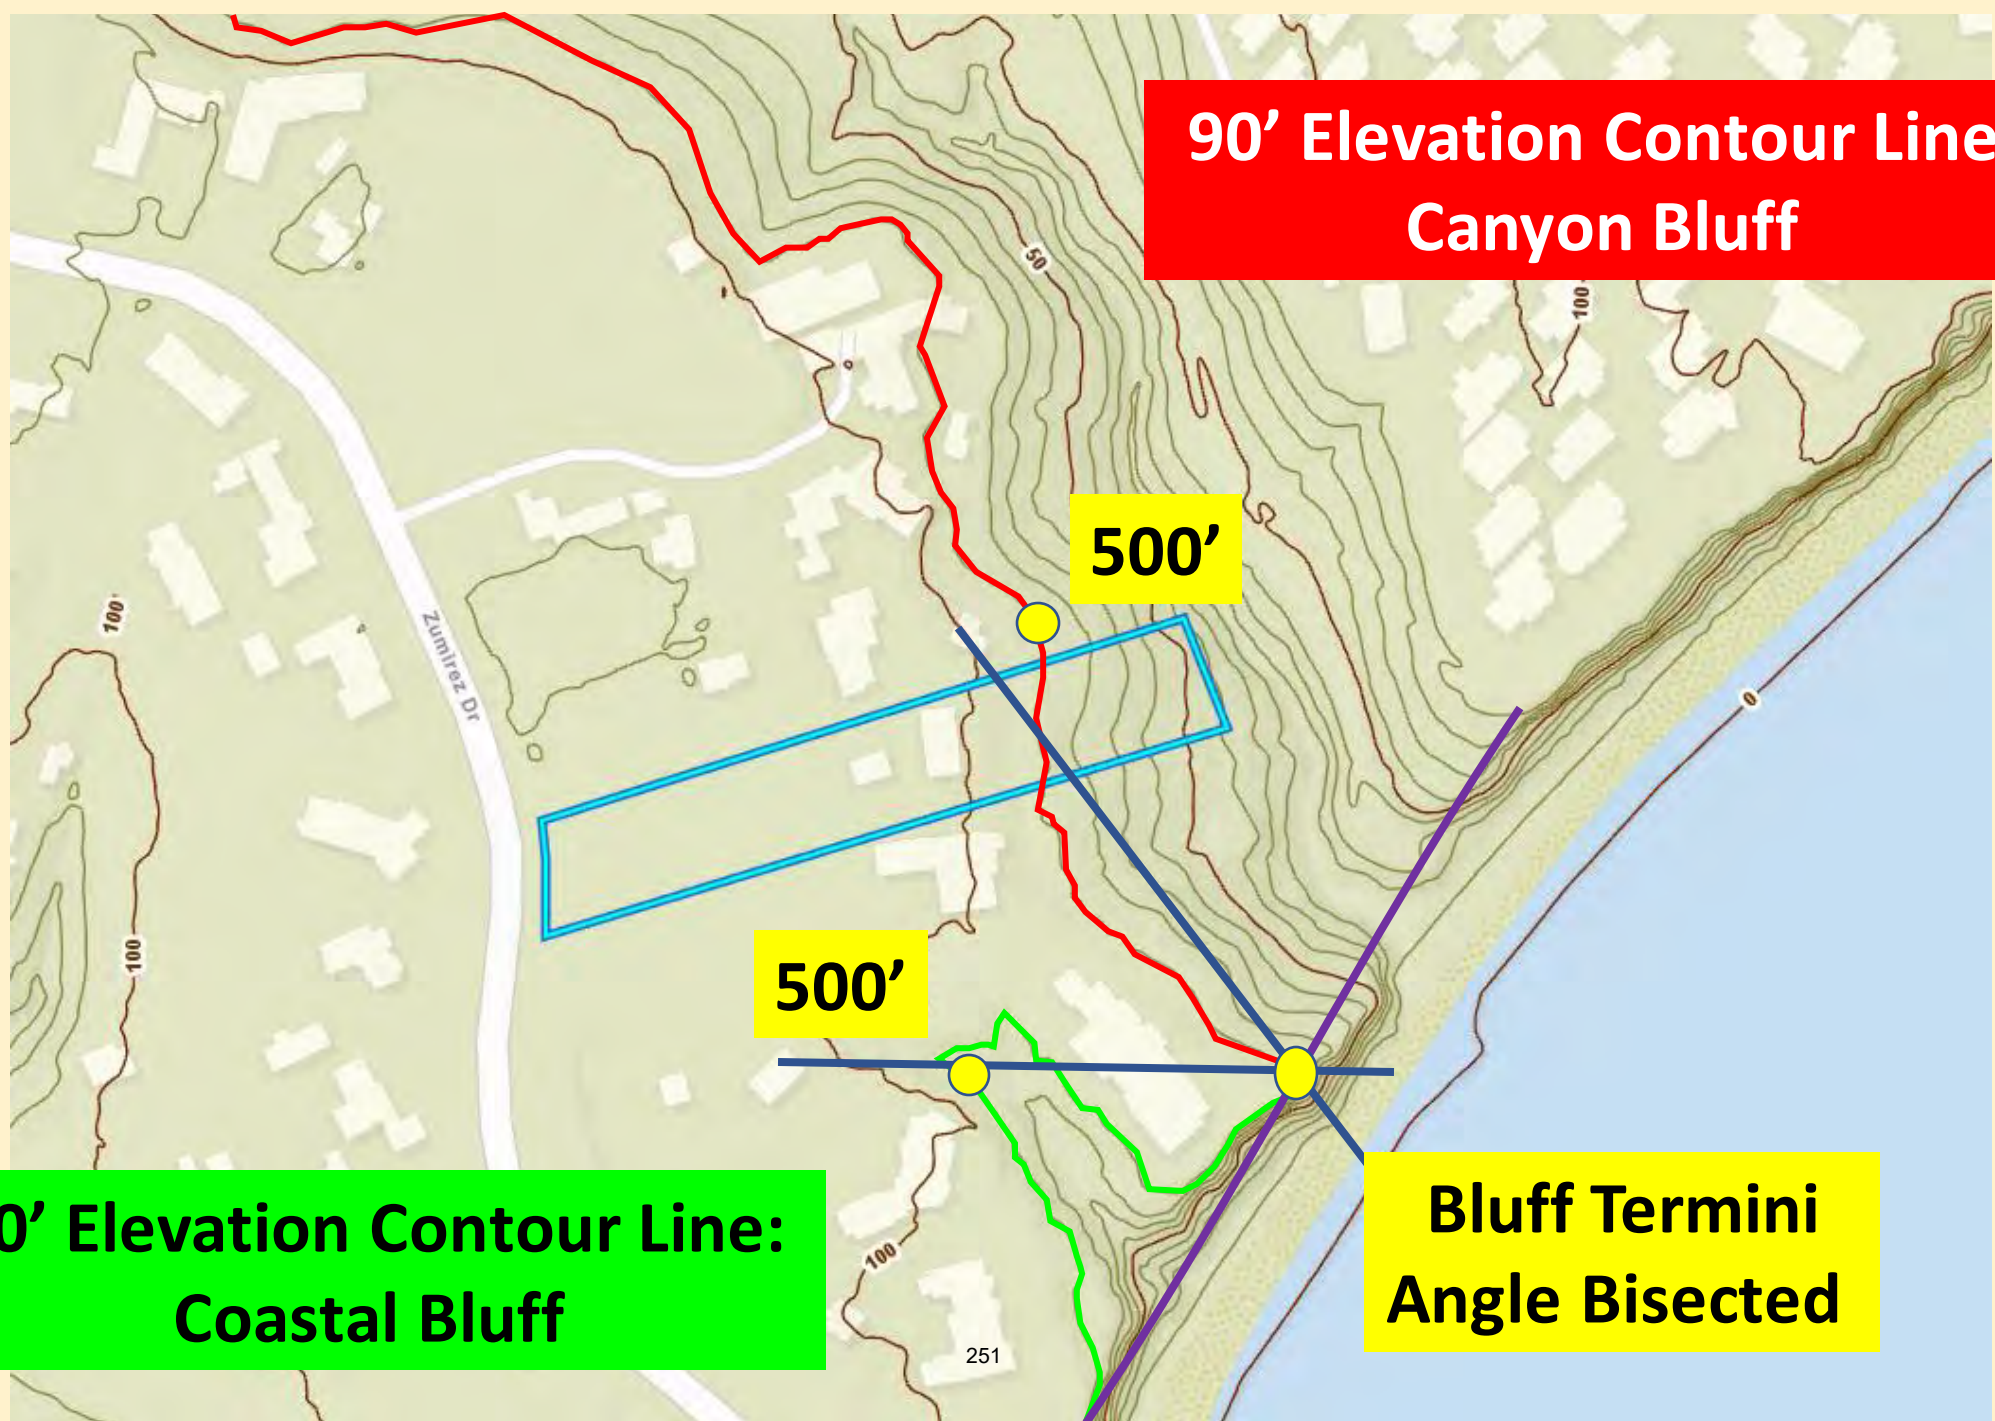 90’ Elevation Contour Line
Canyon Bluff
50
100
500’
100
Zumirez Dr
0
100
500’
0’ Elevation Contour Line:
Coastal Bluff
100
Bluff Termini
Angle Bisected
251